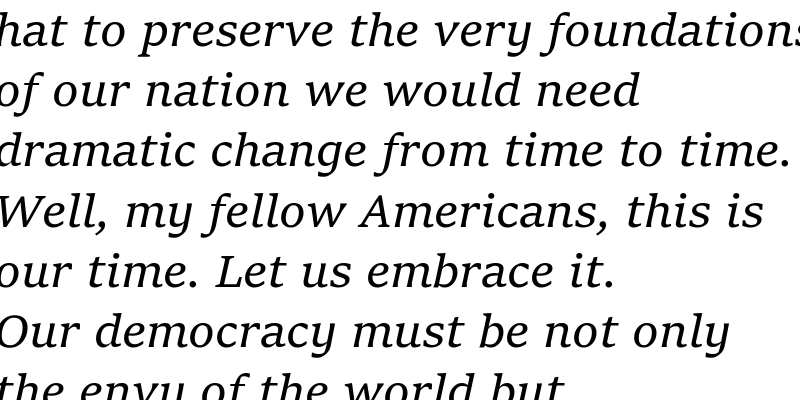 hat to preserve the very foundations
of our nation we would need
dramatic change from time to time.
Well, my fellow Americans, this is
our time. Let us embrace it.
Our democracy must be not only
the envy of the world but